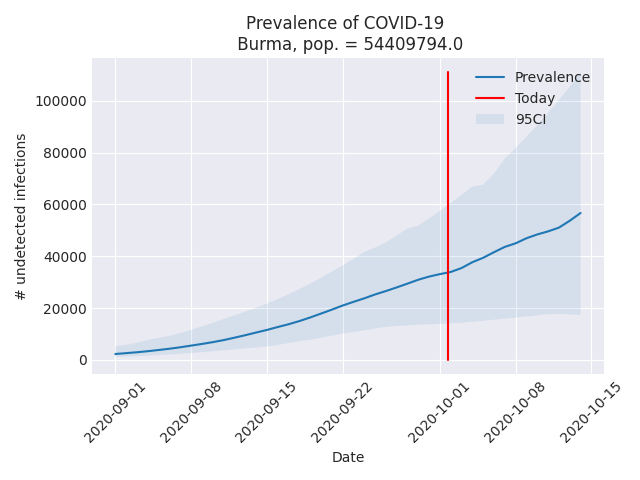 Prevalence of COVID-19
Burma, pop. = 54409794.0
Prevalence
Today
95CI
# undetected infections
100000
80000
60000
40000
20000
0
2020-09-01
2020-09-08
2020-09-15
2020-09-22
2020-10-01
2020-10-08
2020-10-15
Date